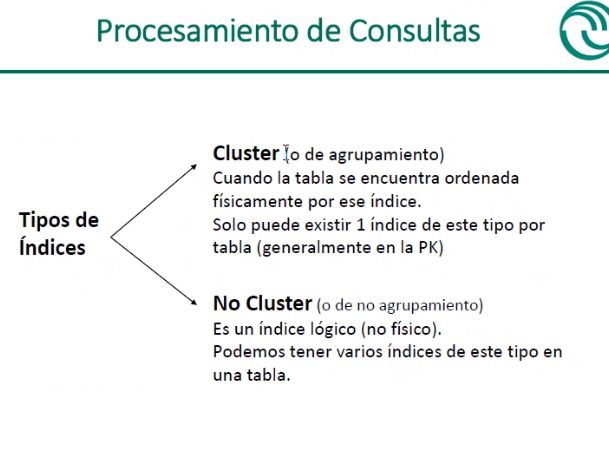 Procesamiento de Consultas
Cluster (o de agrupamiento)
Cuando la tabla se encuentra ordenada
físicamente por ese índice.
Solo puede existir 1 índice de este tipo por
tabla (generalmente en la PK)
Tipos de
Índices
No Cluster (o de no agrupamiento)
Es un índice lógico (no físico).
Podemos tener varios índices de este tipo en
una tabla.